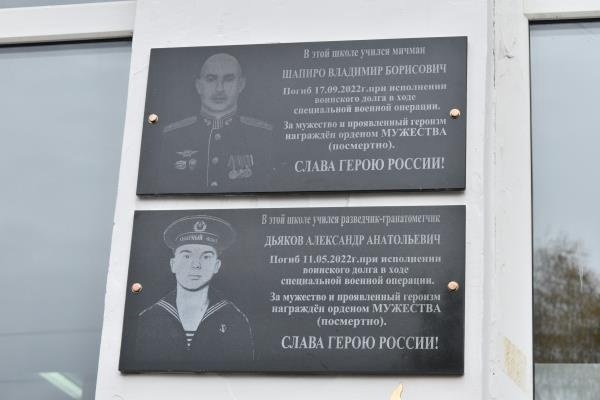 В этой школе учился мичман
ШАПИРО ВЛАДИМИР БОРИСОВИЧ
Погиб 17.09.2022г.при исполнении
воинского долга в ходе
специальной военной операции.
За мужество и проявленный героизм
награждён орденом МУЖЕСТВА
(посмертно).
СЛАВА ГЕРОЮ РОССИИ!
В этой школе учился разведчик-гранатометчик
ДЬЯКОВ АЛЕКСАНДР АНАТОЛЬЕВИЧ
Погиб 11.05.2022г.при исполнении
воинского долга в ходе
специальной военной операции.
За мужество и проявленный героизм
награждён орденом МУЖЕСТВА
(посмертно).
СЛАВА ГЕРОЮ РОССИИ!